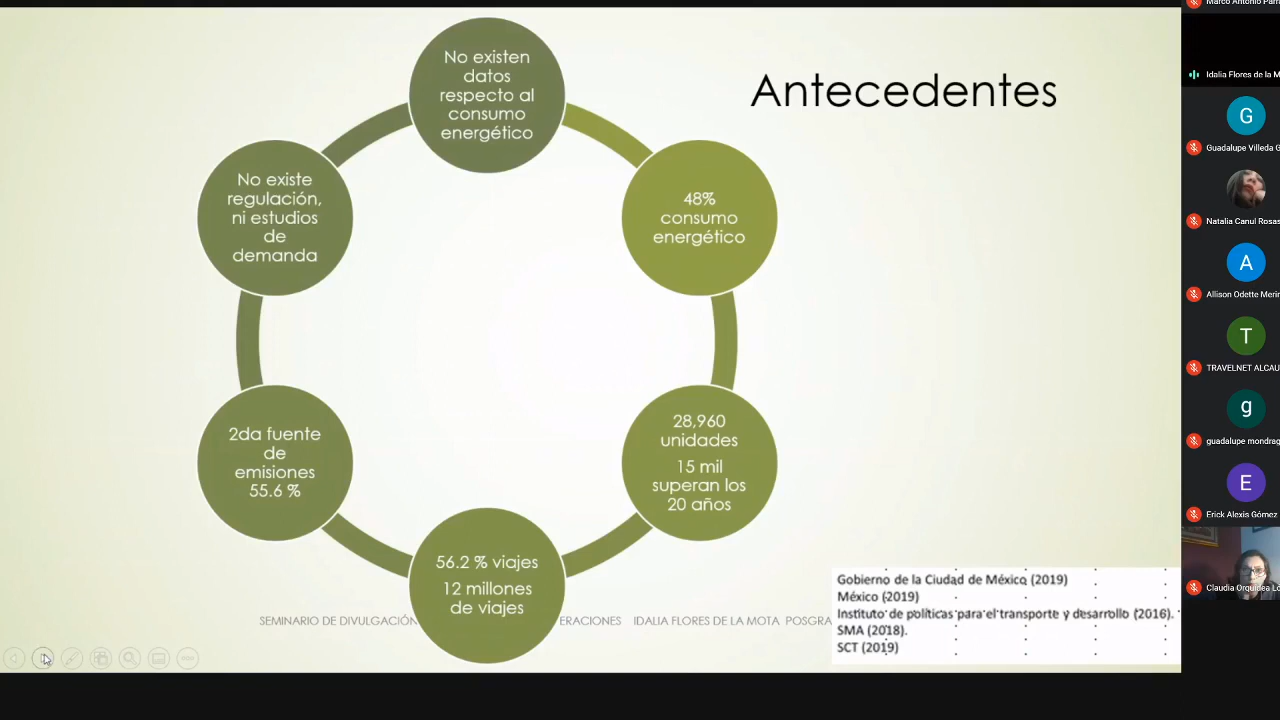 Antecedentes
No existen
datos
respecto al
consumo
energético
48%
consumo
energético
28,960
unidades
15 mil
superan los
20 años
56.2 % viajes
12 millones
de viajes
2da fuente
de
emisiones
55.6 %
No existe
regulación,
ni estudios
de
demanda
SEMINARIO DE DIVULGACIÓN ERACIONES IDALIA FLORES DE LA MOTA POSGRA
Gobierno de la Ciudad de México (2019)
México (2019)
Instituto de políticas para el transporte y desarrollo (2016).
SMA (2018).
SCT (2019)
Marco Antonio Parr
Idalia Flores de la M
G
Guadalupe Villeda G
Natalia Canul Rosas
A
Allison Odette Merin
T
TRAVELNET ALCAU
g
guadalupe mondrag
E
Erick Alexis Gómez
Claudia Orquidea Ló